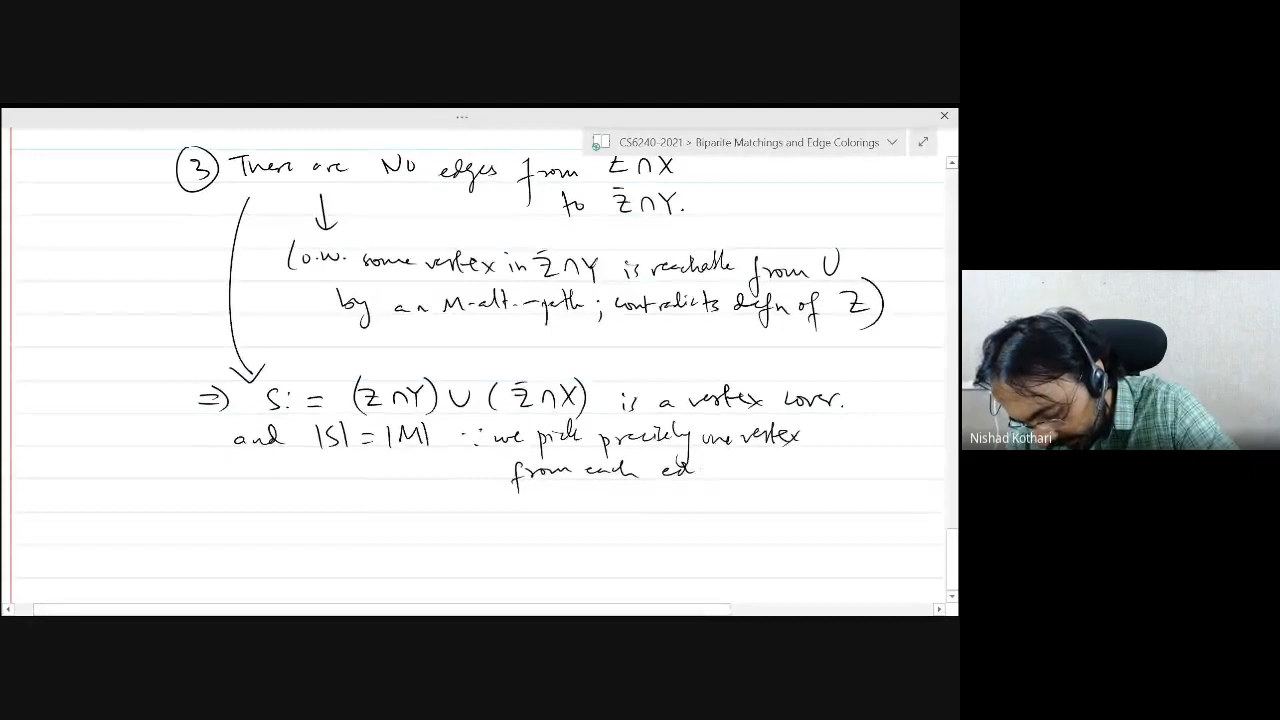 CS6240-2021 > Biparite Matchings and Edge Colorings
③ There are No edges from Z∩X
to Z̄∩Y.
(o.w. some vertex in Z̄∩Y is reachable from U
by an M-alt.-path; contradicts defn of Z)
⇒ S := (Z∩Y) ∪ (Z̄∩X) is a vertex cover.
and |S| = |M| ∵ we pick precisely one vertex
from each ed
Nishad Kothari